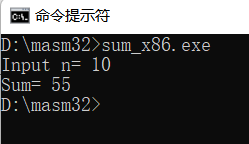 命令提示符
D:\masm32>sum_x86.exe
Input n= 10
Sum= 55
D:\masm32>